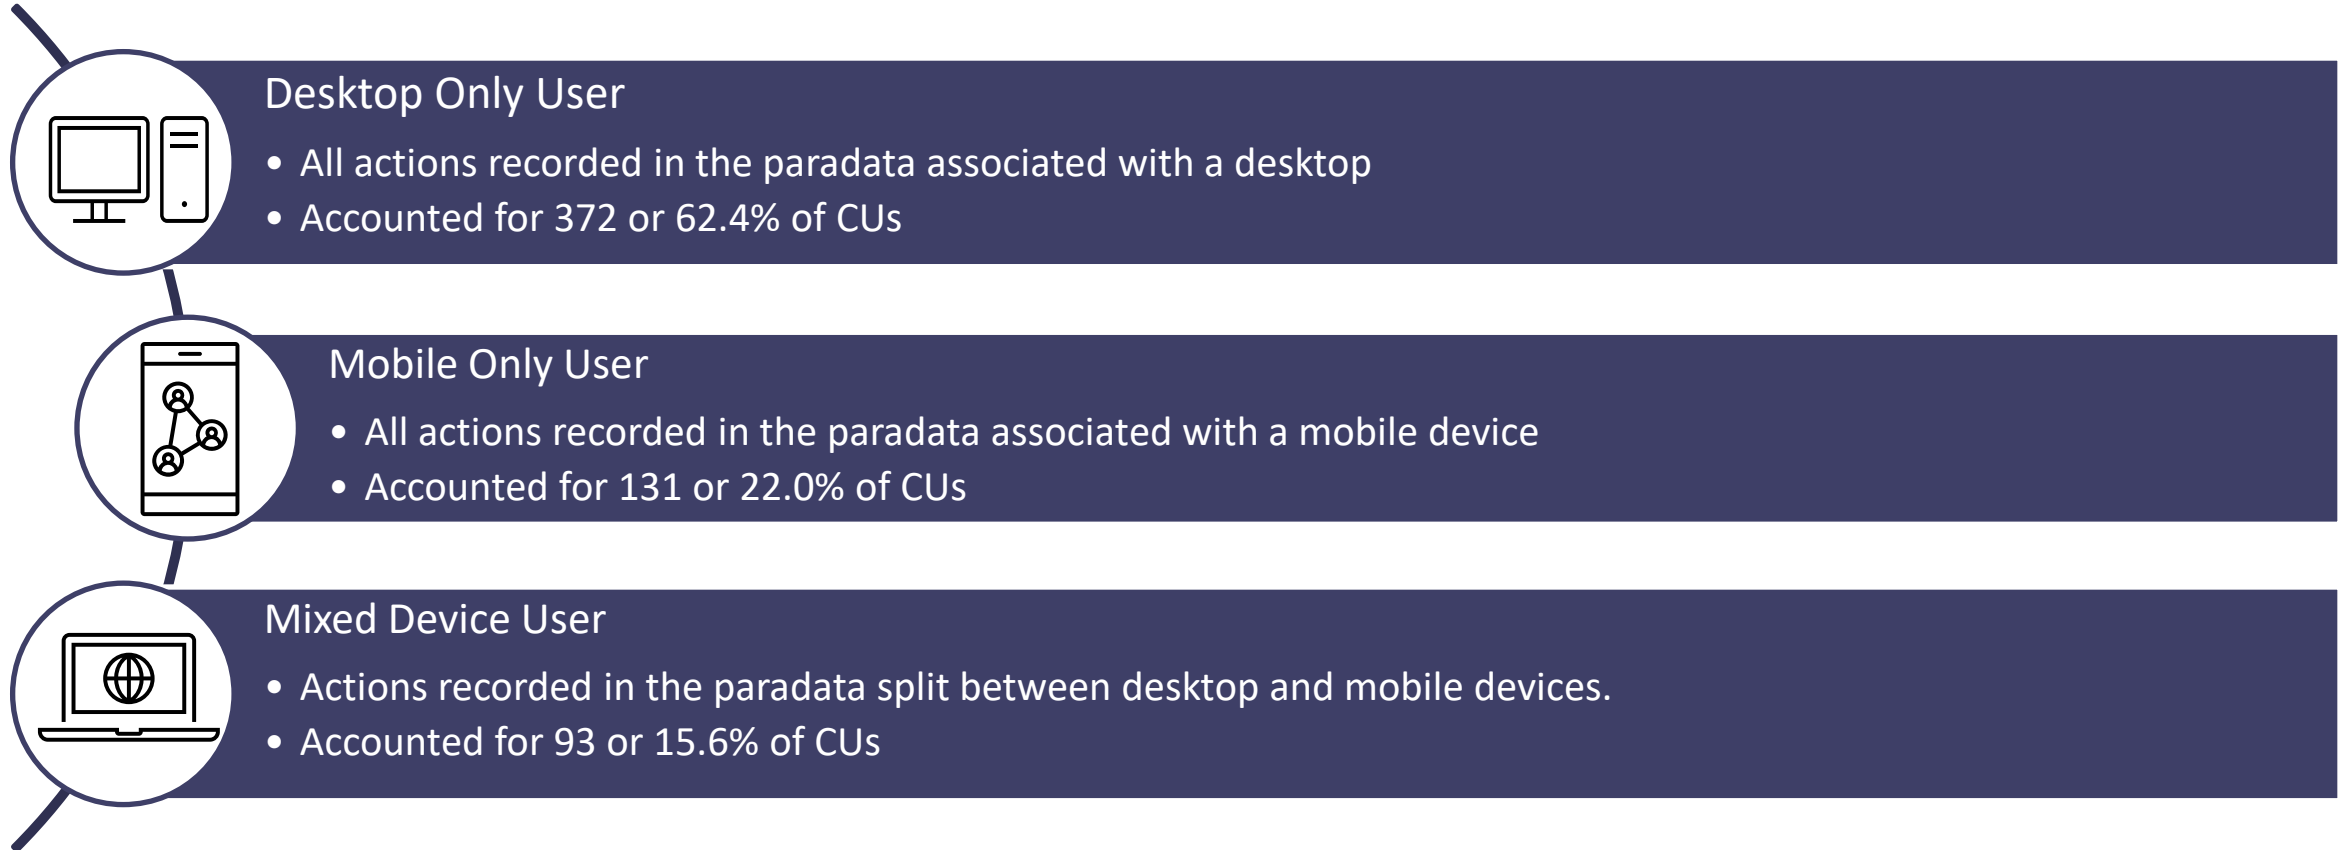 Desktop Only User
• All actions recorded in the paradata associated with a desktop
• Accounted for 372 or 62.4% of CUs
Mobile Only User
• All actions recorded in the paradata associated with a mobile device
• Accounted for 131 or 22.0% of CUs
Mixed Device User
• Actions recorded in the paradata split between desktop and mobile devices.
• Accounted for 93 or 15.6% of CUs